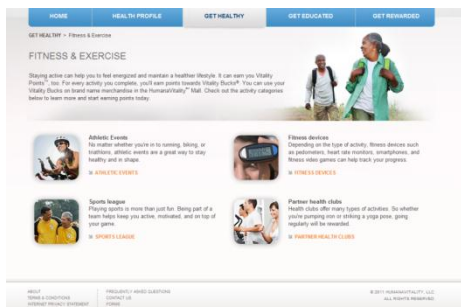 HOME HEALTH PROFILE GET HEALTHY GET EDUCATED GET REWARDED
GET HEALTHY > Fitness & Exercise
FITNESS & EXERCISE
Staying active can help you to feel energized and maintain a healthier lifestyle. It can earn you Vitality
Points™, too. For every activity you complete, you'll earn points towards Vitality Bucks®. You can use your
Vitality Bucks on brand name merchandise in the HumanaVitality℠ Mall. Check out the activity categories
below to learn more and start earning points today.
Athletic Events
No matter whether you're in to running, biking, or
triathlons, athletic events are a great way to stay
healthy and in shape.
ATHLETIC EVENTS
Fitness devices
Depending on the type of activity, fitness devices such
as pedometers, heart rate monitors, smartphones, and
fitness video games can help track your progress.
FITNESS DEVICES
Sports league
Playing sports is more than just fun. Being part of a
team helps keep you active, motivated, and on top of
your game.
SPORTS LEAGUE
Partner health clubs
Health clubs offer many types of activities. So whether
you're pumping iron or striking a yoga pose, going
regularly will be rewarded.
PARTNER HEALTH CLUBS
ABOUT
TERMS & CONDITIONS
INTERNET PRIVACY STATEMENT
FREQUENTLY ASKED QUESTIONS
CONTACT US
FORMS
© 2011 HUMANAVITALITY, LLC
ALL RIGHTS RESERVED